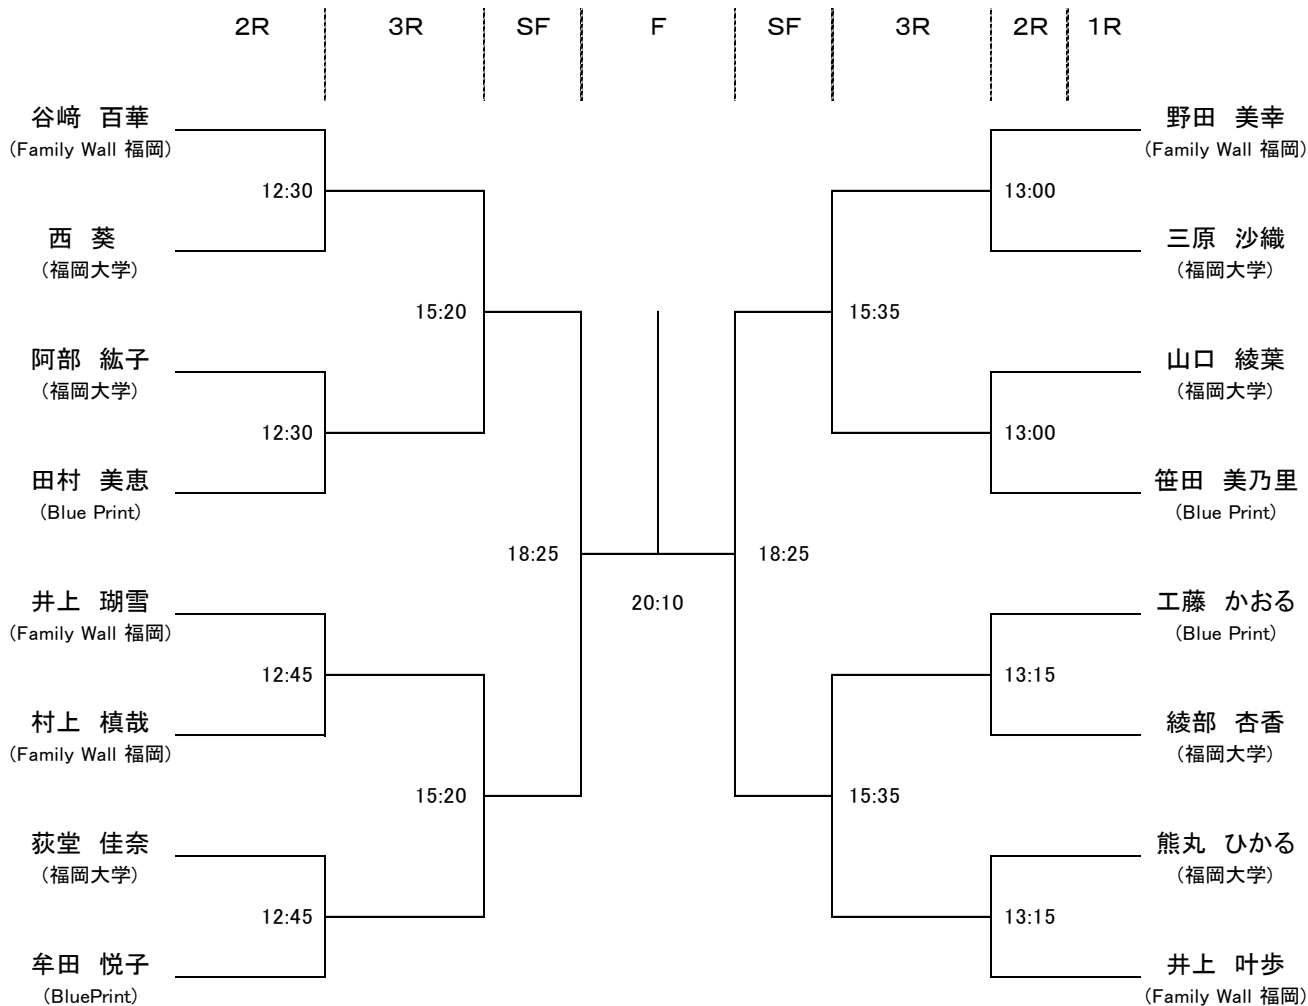 2R 3R SF F SF 3R 2R 1R
谷﨑 百華
(Family Wall 福岡)
12:30
西 葵
(福岡大学)
15:20
阿部 紘子
(福岡大学)
12:30
田村 美恵
(Blue Print)
18:25
井上 瑚雪
(Family Wall 福岡)
12:45
村上 槙哉
(Family Wall 福岡)
15:20
荻堂 佳奈
(福岡大学)
12:45
牟田 悦子
(BluePrint)
20:10
野田 美幸
(Family Wall 福岡)
13:00
三原 沙織
(福岡大学)
15:35
山口 綾葉
(福岡大学)
13:00
笹田 美乃里
(Blue Print)
18:25
工藤 かおる
(Blue Print)
13:15
綾部 杏香
(福岡大学)
15:35
熊丸 ひかる
(福岡大学)
13:15
井上 叶歩
(Family Wall 福岡)